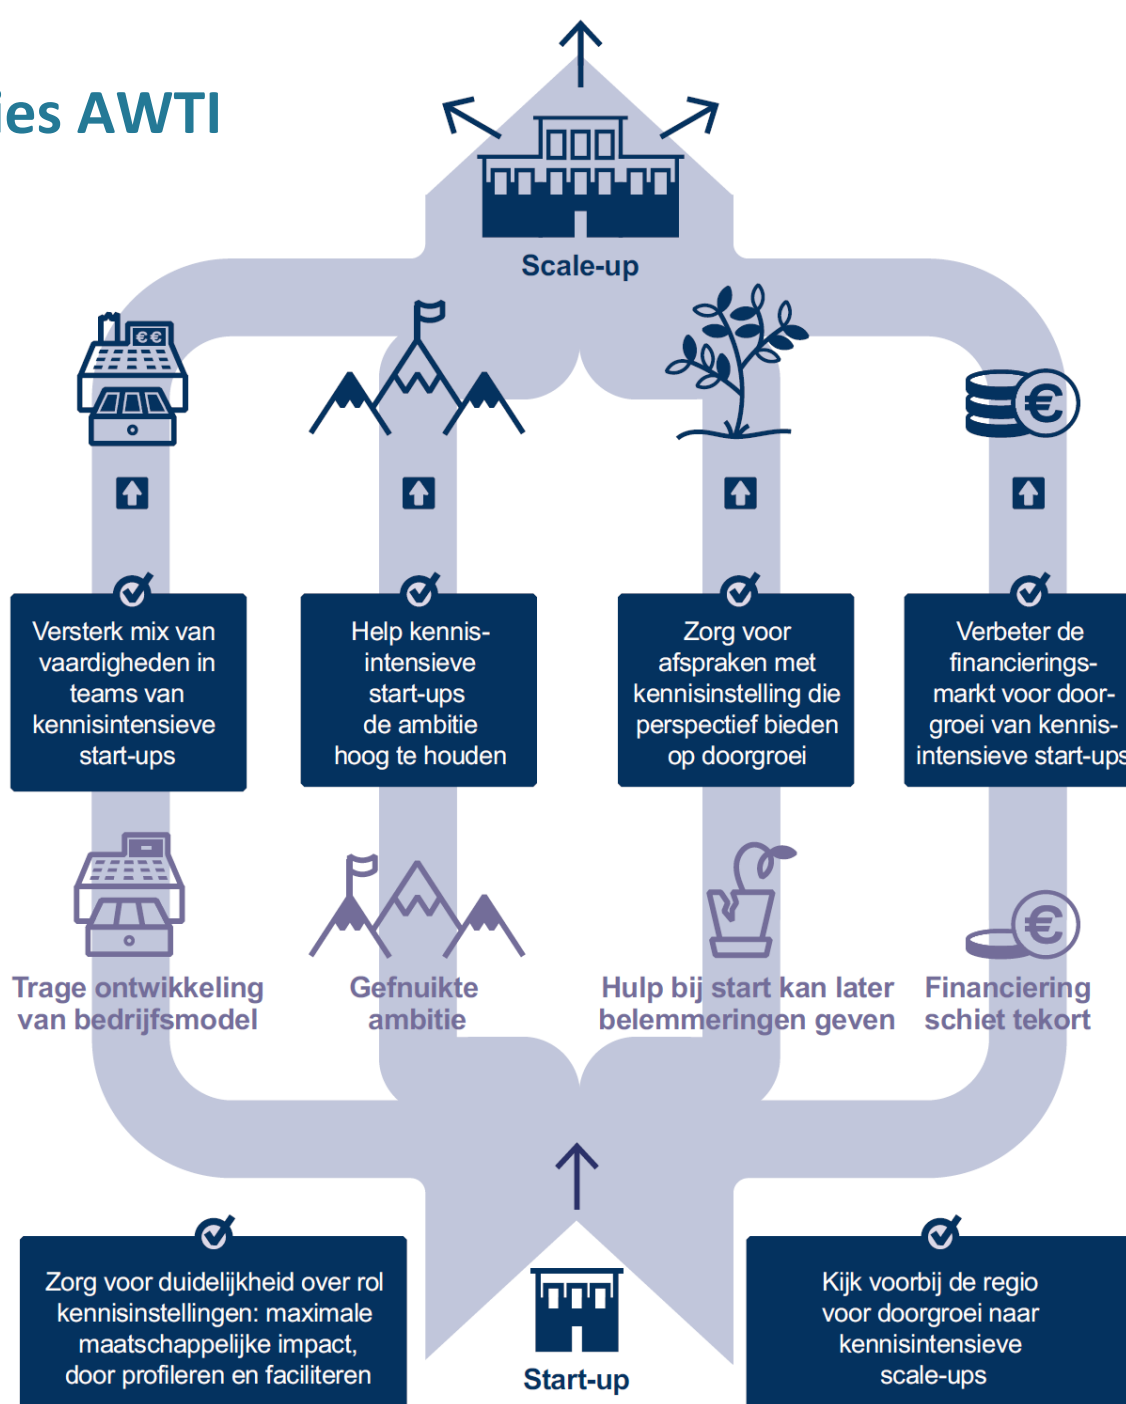 ies AWTI
Scale-up
Versterk mix van
vaardigheden in
teams van
kennisintensieve
start-ups
Help kennis-
intensieve
start-ups
de ambitie
hoog te houden
Zorg voor
afspraken met
kennisinstelling die
perspectief bieden
op doorgroei
Verbeter de
financierings-
markt voor door-
groei van kennis-
intensieve start-ups
Trage ontwikkeling
van bedrijfsmodel
Gefnuikte
ambitie
Hulp bij start kan later
belemmeringen geven
Financiering
schiet tekort
Zorg voor duidelijkheid over rol
kennisinstellingen: maximale
maatschappelijke impact,
door profileren en faciliteren
Start-up
Kijk voorbij de regio
voor doorgroei naar
kennisintensieve
scale-ups